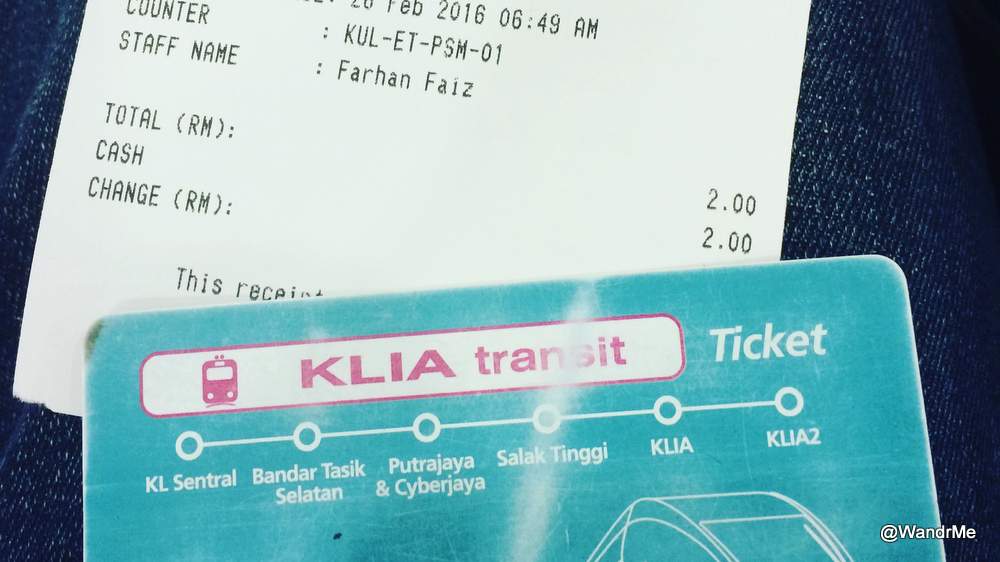 26 Feb 2016 06:49 AM
COUNTER : KUL-ET-PSM-01
STAFF NAME : Farhan Faiz
TOTAL (RM):
CASH 2.00
CHANGE (RM): 2.00
This receipt
KLIA transit Ticket
KL Sentral
Bandar Tasik
Selatan
Putrajaya
& Cyberjaya
Salak Tinggi
KLIA
KLIA2
@WandrMe